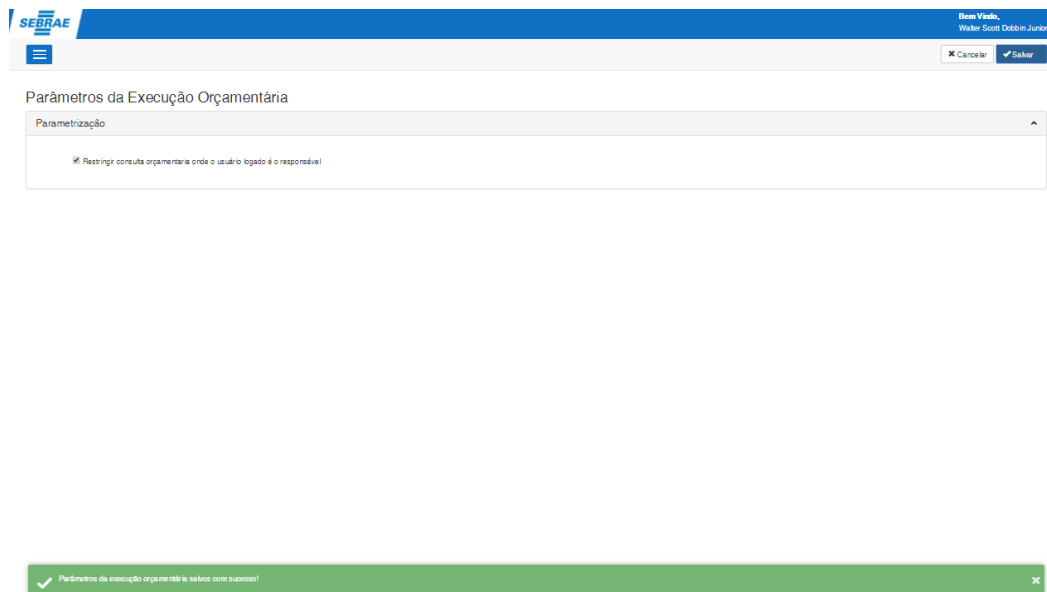 SEBRAE
Bem Vindo,
Walter Scott Dobbin Junior
Cancelar
Salvar
Parâmetros da Execução Orçamentária
Parametrização
Restringir consulta orçamentaria onde o usuário logado é o responsável
Parâmetros da execução orçamentária salvos com sucesso!